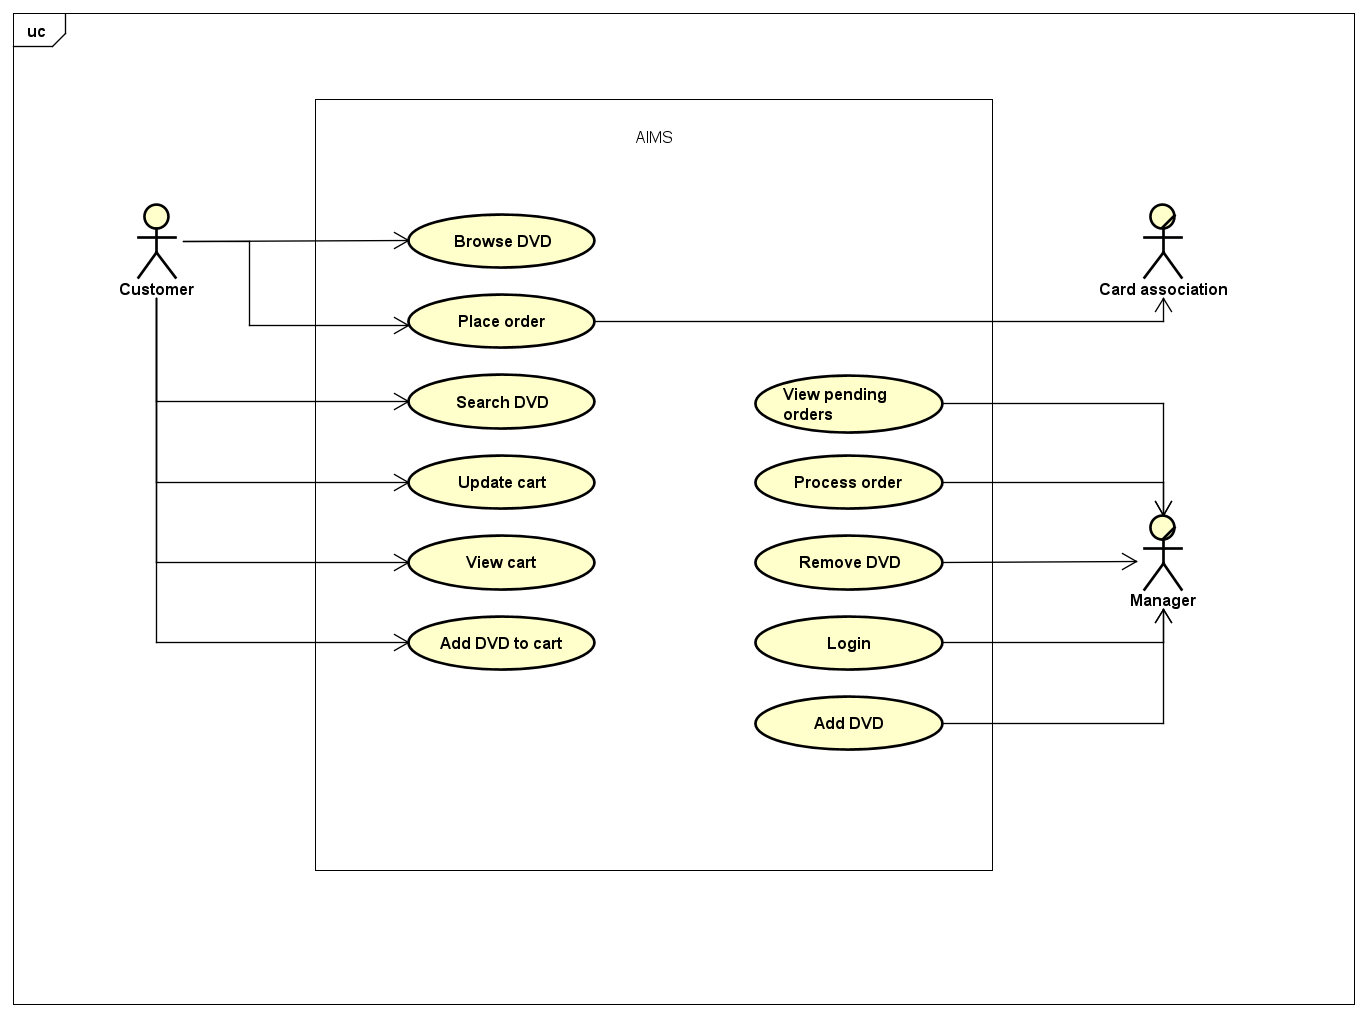 uc
AIMS
Browse DVD
Customer
Card association
Place order
Search DVD
View pending
orders
Update cart
Process order
View cart
Remove DVD
Manager
Add DVD to cart
Login
Add DVD